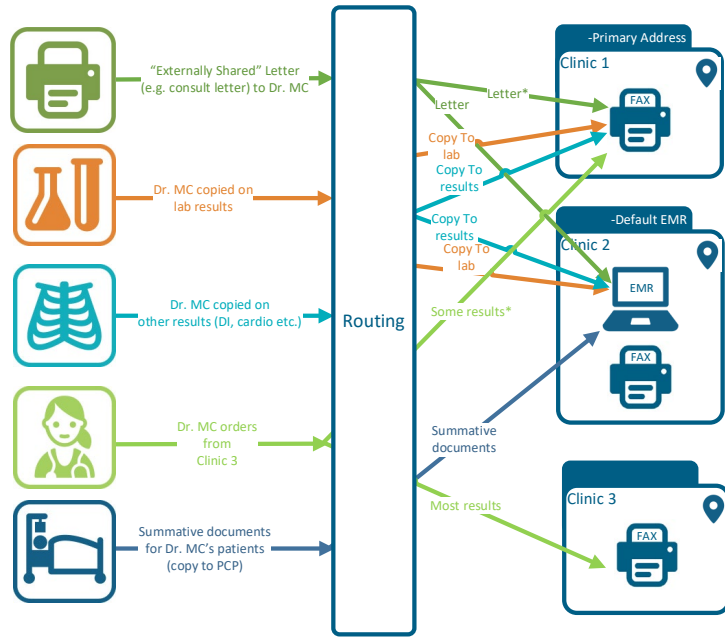 “Externally Shared” Letter
(e.g. consult letter) to Dr. MC
Dr. MC copied on
lab results
Dr. MC copied on
other results (DI, cardio etc.)
Dr. MC orders
from
Clinic 3
Summative documents
for Dr. MC’s patients
(copy to PCP)
Routing
Letter*
Letter
Copy To
lab
Copy To
results
Copy To
results
Copy To
lab
Some results*
Summative
documents
Most results
-Primary Address
Clinic 1
FAX
-Default EMR
Clinic 2
EMR
FAX
Clinic 3
FAX